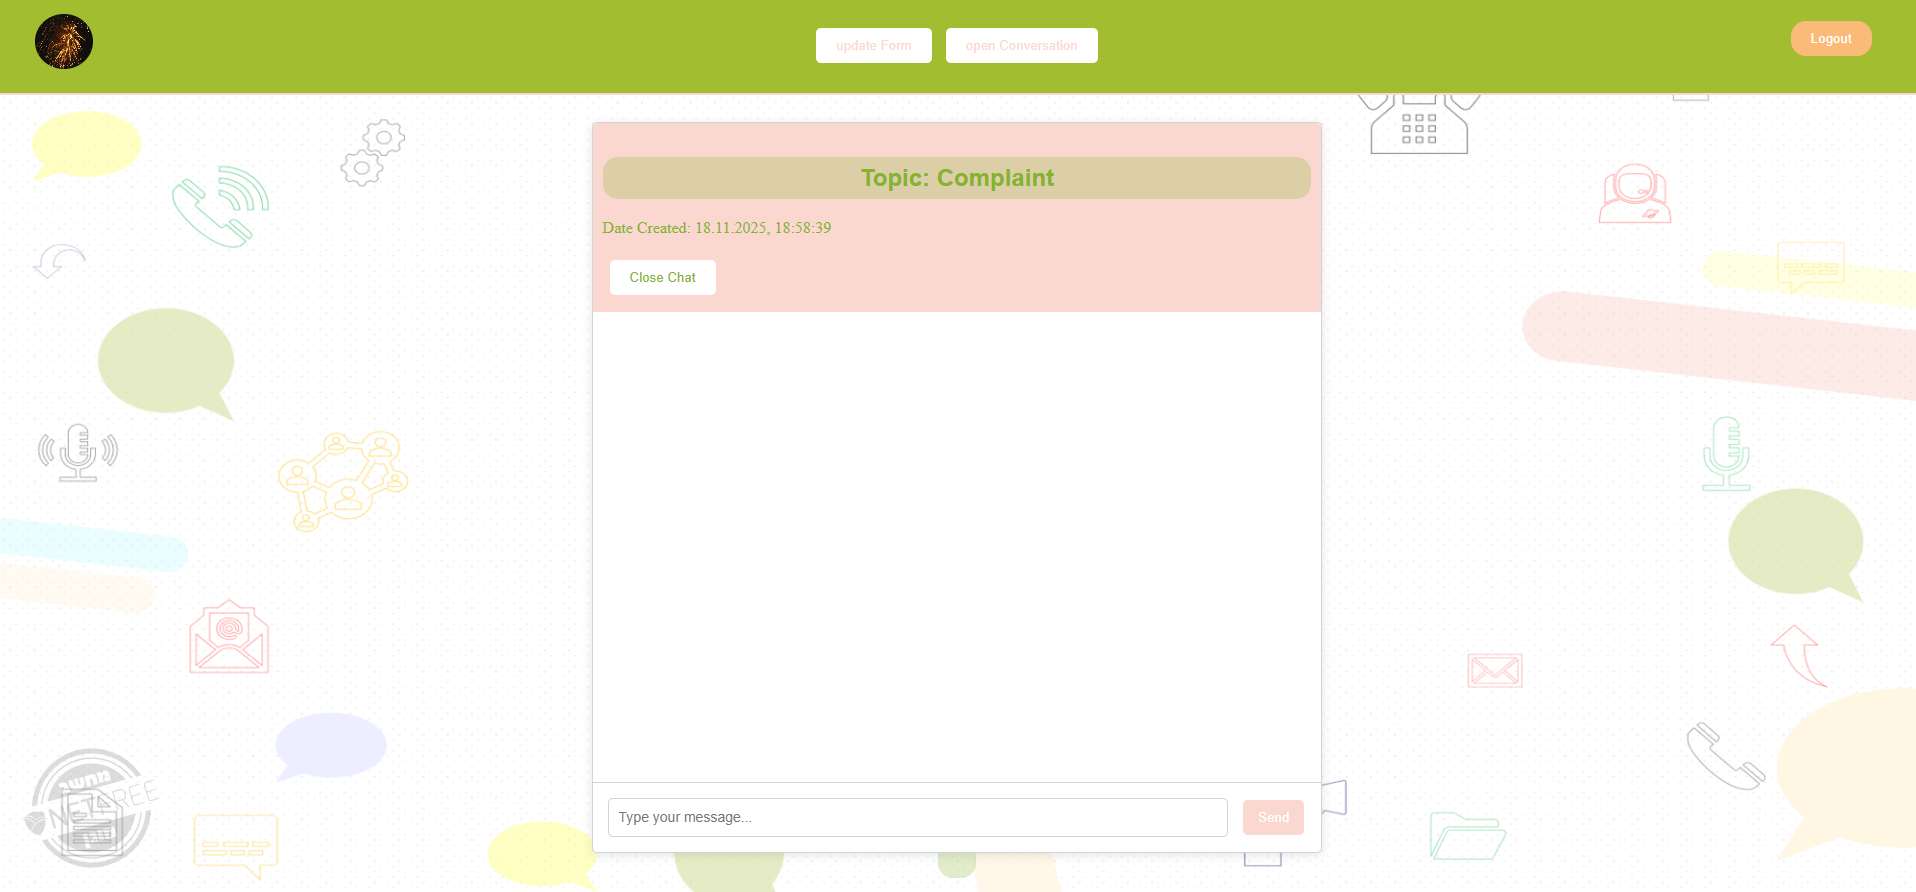 update Form
open Conversation
Logout
Topic: Complaint
Date Created: 18.11.2025, 18:58:39
Close Chat
Type your message...
Send
NETFREE